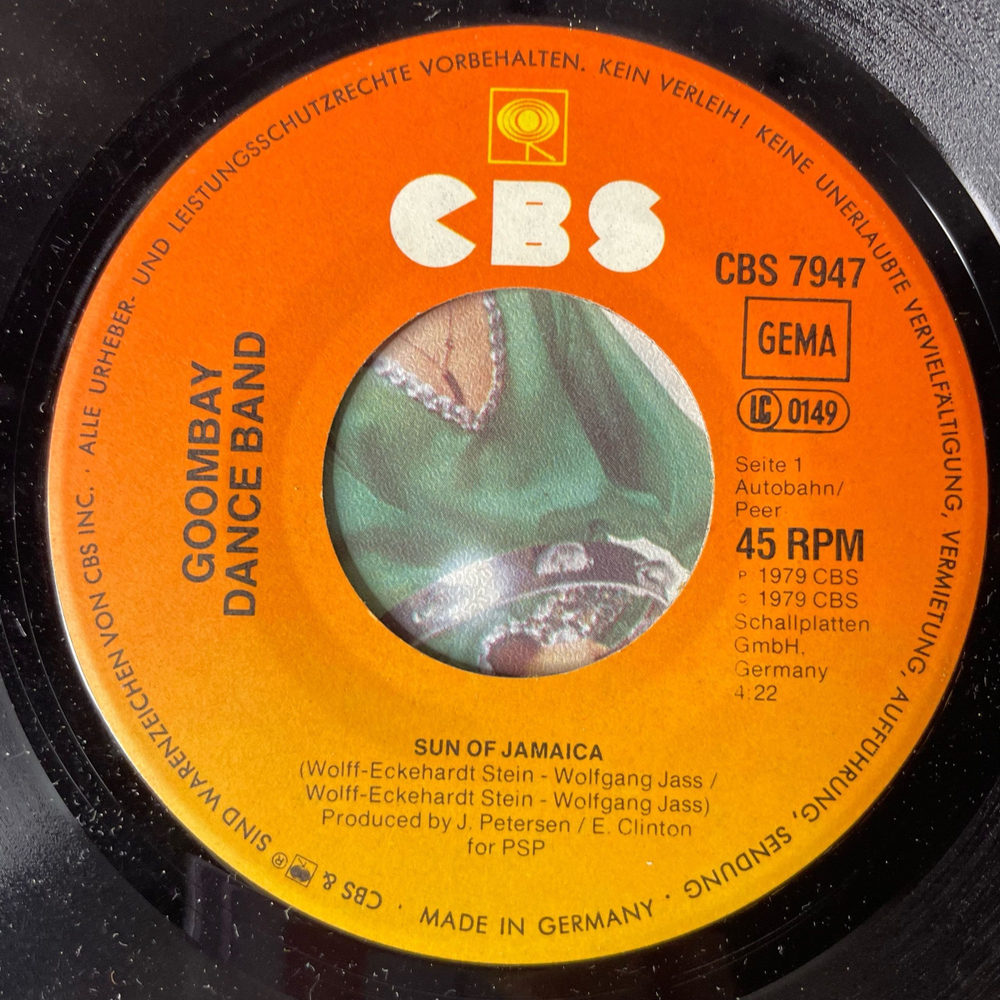 ALLE URHEBER- UND LEISTUNGSSCHUTZRECHTE VORBEHALTEN. KEIN VERLEIH! KEINE UNERLAUBTE VERVIELFÄLTIGUNG, VERMIETUNG, AUFFÜHRUNG, SENDUNG
CBS
CBS 7947
GEMA
LC 0149
GOOMBAY
DANCE BAND
Seite 1
Autobahn/
Peer
45 RPM
P 1979 CBS
C 1979 CBS
Schallplatten
GmbH,
Germany
4:22
SUN OF JAMAICA
(Wolff-Eckehardt Stein - Wolfgang Jass /
Wolff-Eckehardt Stein - Wolfgang Jass)
Produced by J. Petersen / E. Clinton
for PSP
CBS & ® SIND WARENZEICHEN VON CBS INC.
· MADE IN GERMANY ·